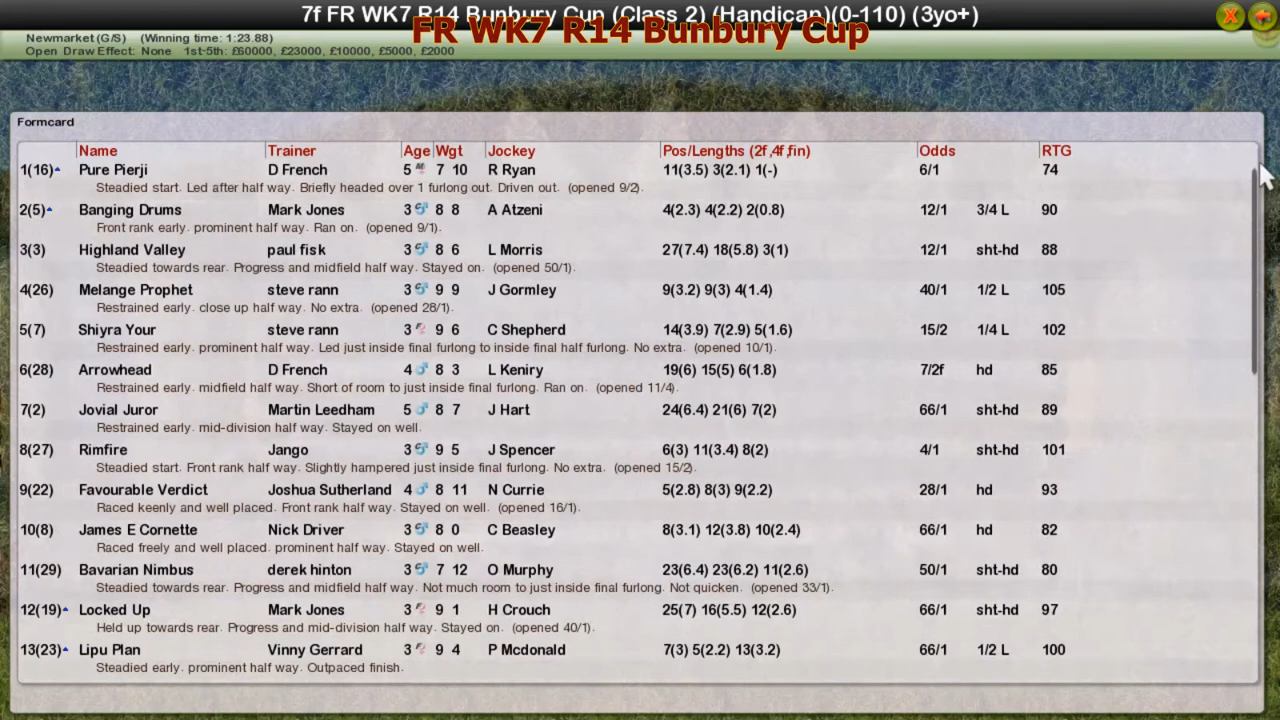 7f FR WK7 R14 Bunbury Cup (Class 2) (Handicap)(0-110) (3yo+)
FR WK7 R14 Bunbury Cup
Newmarket (G/S) (Winning time: 1:23.88)
Open Draw Effect: None 1st-5th: £60000, £23000, £10000, £5000, £2000
Formcard
Name Trainer Age Wgt Jockey Pos/Lengths (2f,4f,fin) Odds RTG
1(16) Pure Pierji D French 5 7 10 R Ryan 11(3.5) 3(2.1) 1(-) 6/1 74
Steadied start. Led after half way. Briefly headed over 1 furlong out. Driven out. (opened 9/2).
2(5) Banging Drums Mark Jones 3 8 8 A Atzeni 4(2.3) 4(2.2) 2(0.8) 12/1 3/4 L 90
Front rank early. prominent half way. Ran on. (opened 9/1).
3(3) Highland Valley paul fisk 3 8 6 L Morris 27(7.4) 18(5.8) 3(1) 12/1 sht-hd 88
Steadied towards rear. Progress and midfield half way. Stayed on. (opened 50/1).
4(26) Melange Prophet steve rann 3 9 9 J Gormley 9(3.2) 9(3) 4(1.4) 40/1 1/2 L 105
Restrained early. close up half way. No extra. (opened 28/1).
5(7) Shiyra Your steve rann 3 9 6 C Shepherd 14(3.9) 7(2.9) 5(1.6) 15/2 1/4 L 102
Restrained early. prominent half way. Led just inside final furlong to inside final half furlong. No extra. (opened 10/1).
6(28) Arrowhead D French 4 8 3 L Keniry 19(6) 15(5) 6(1.8) 7/2f hd 85
Restrained early. midfield half way. Short of room to just inside final furlong. Ran on. (opened 11/4).
7(2) Jovial Juror Martin Leedham 5 8 7 J Hart 24(6.4) 21(6) 7(2) 66/1 sht-hd 89
Restrained early. mid-division half way. Stayed on well.
8(27) Rimfire Jango 3 9 5 J Spencer 6(3) 11(3.4) 8(2) 4/1 sht-hd 101
Steadied start. Front rank half way. Slightly hampered just inside final furlong. No extra. (opened 15/2).
9(22) Favourable Verdict Joshua Sutherland 4 8 11 N Currie 5(2.8) 8(3) 9(2.2) 28/1 hd 93
Raced keenly and well placed. Front rank half way. Stayed on well. (opened 16/1).
10(8) James E Cornette Nick Driver 3 8 0 C Beasley 8(3.1) 12(3.8) 10(2.4) 66/1 hd 82
Raced freely and well placed. prominent half way. Stayed on well.
11(29) Bavarian Nimbus derek hinton 3 7 12 O Murphy 23(6.4) 23(6.2) 11(2.6) 50/1 sht-hd 80
Steadied towards rear. Progress and midfield half way. Not much room to just inside final furlong. Not quicken. (opened 33/1).
12(19) Locked Up Mark Jones 3 9 1 H Crouch 25(7) 16(5.5) 12(2.6) 66/1 sht-hd 97
Held up towards rear. Progress and mid-division half way. Stayed on. (opened 40/1).
13(23) Lipu Plan Vinny Gerrard 3 9 4 P Mcdonald 7(3) 5(2.2) 13(3.2) 66/1 1/2 L 100
Steadied early. prominent half way. Outpaced finish.